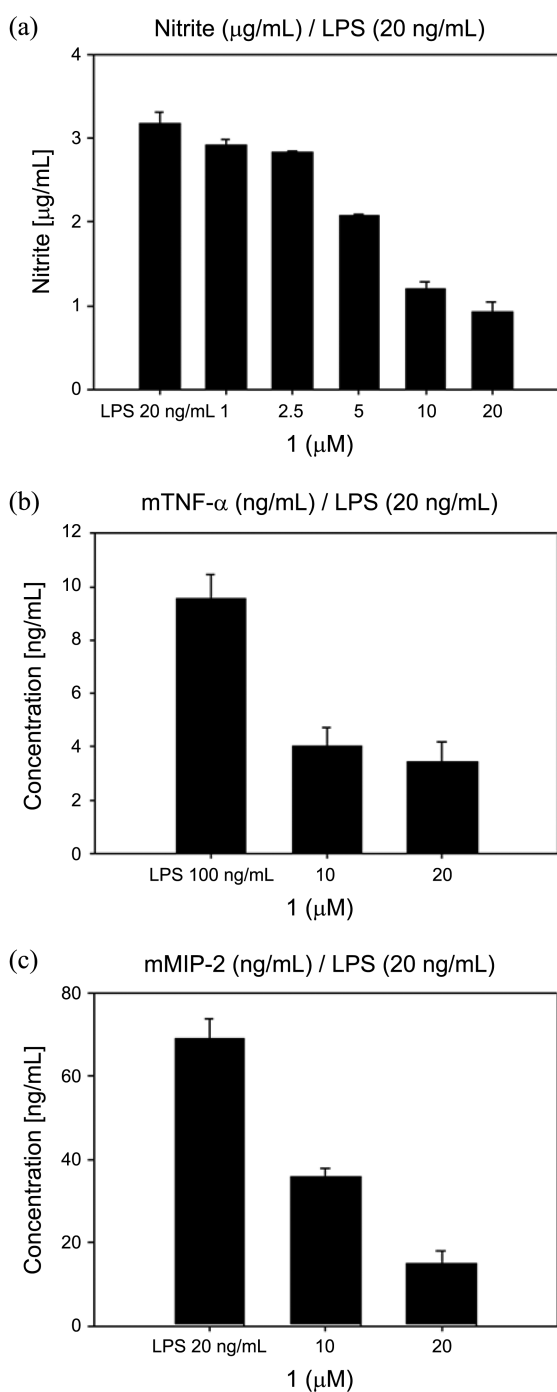 (a) Nitrite (μg/mL) / LPS (20 ng/mL)
Nitrite [μg/mL]
4
3
2
1
0
LPS 20 ng/mL 1 2.5 5 10 20
1 (μM)
(b) mTNF-α (ng/mL) / LPS (20 ng/mL)
Concentration [ng/mL]
12
10
8
6
4
2
0
LPS 100 ng/mL 10 20
1 (μM)
(c) mMIP-2 (ng/mL) / LPS (20 ng/mL)
Concentration [ng/mL]
80
60
40
20
0
LPS 20 ng/mL 10 20
1 (μM)